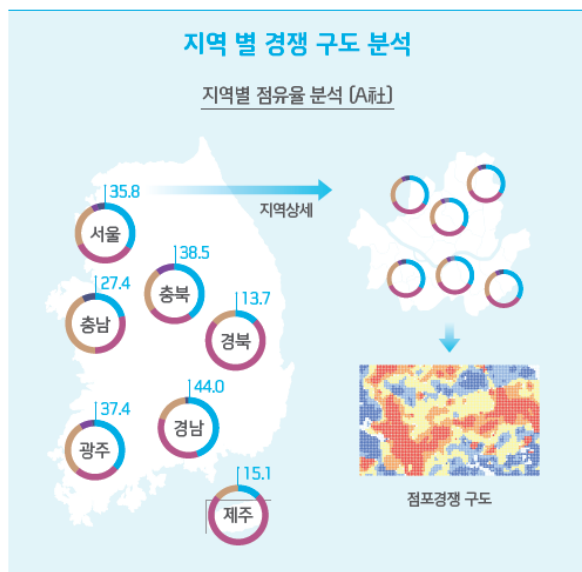 지역 별 경쟁 구도 분석
지역별 점유율 분석 (A社)
35.8
서울
지역상세
38.5
충북
27.4
충남
13.7
경북
44.0
경남
37.4
광주
15.1
제주
점포경쟁 구도